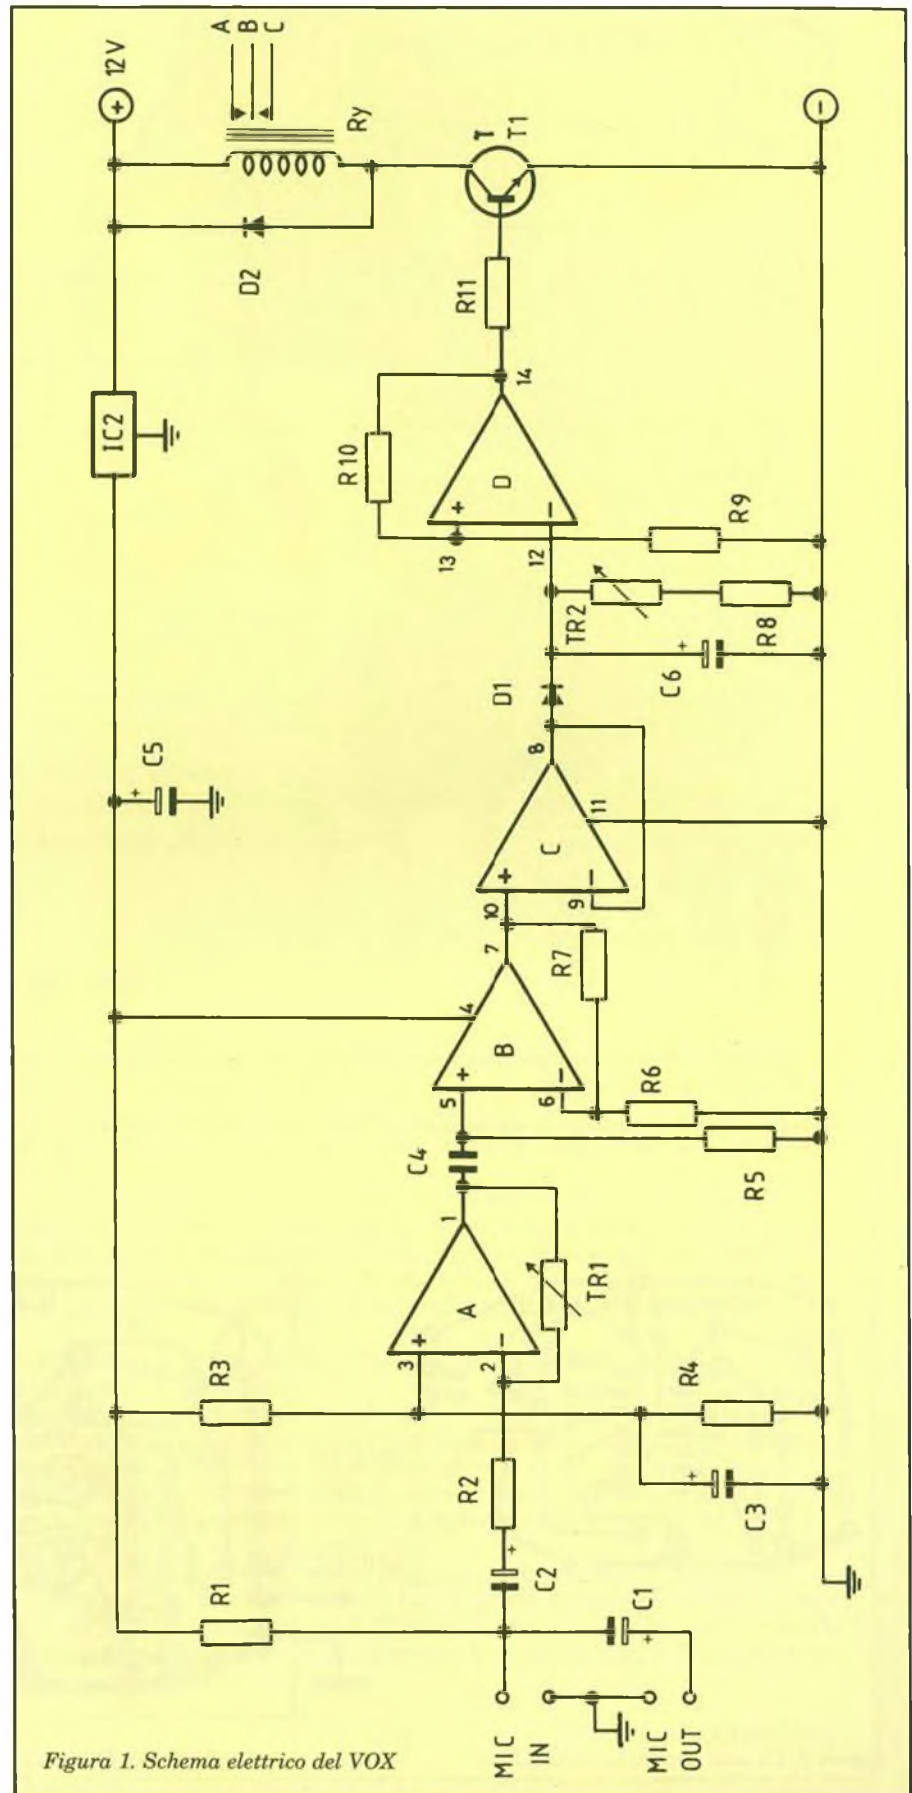 A
B
C
12V
+
Ry
D2
IC2
T1
R11
14
R10
D
+
-
13
12
R9
TR2
R8
C6
+
D1
C5
+
8
C
11
+
-
10
9
7
R7
4
B
+
-
5
6
R6
R5
C4
1
A
+
-
3
2
TR1
R3
R4
R2
C3
+
C2
+
R1
C1
+
MIC
IN
MIC
OUT
-
Figura 1. Schema elettrico del VOX